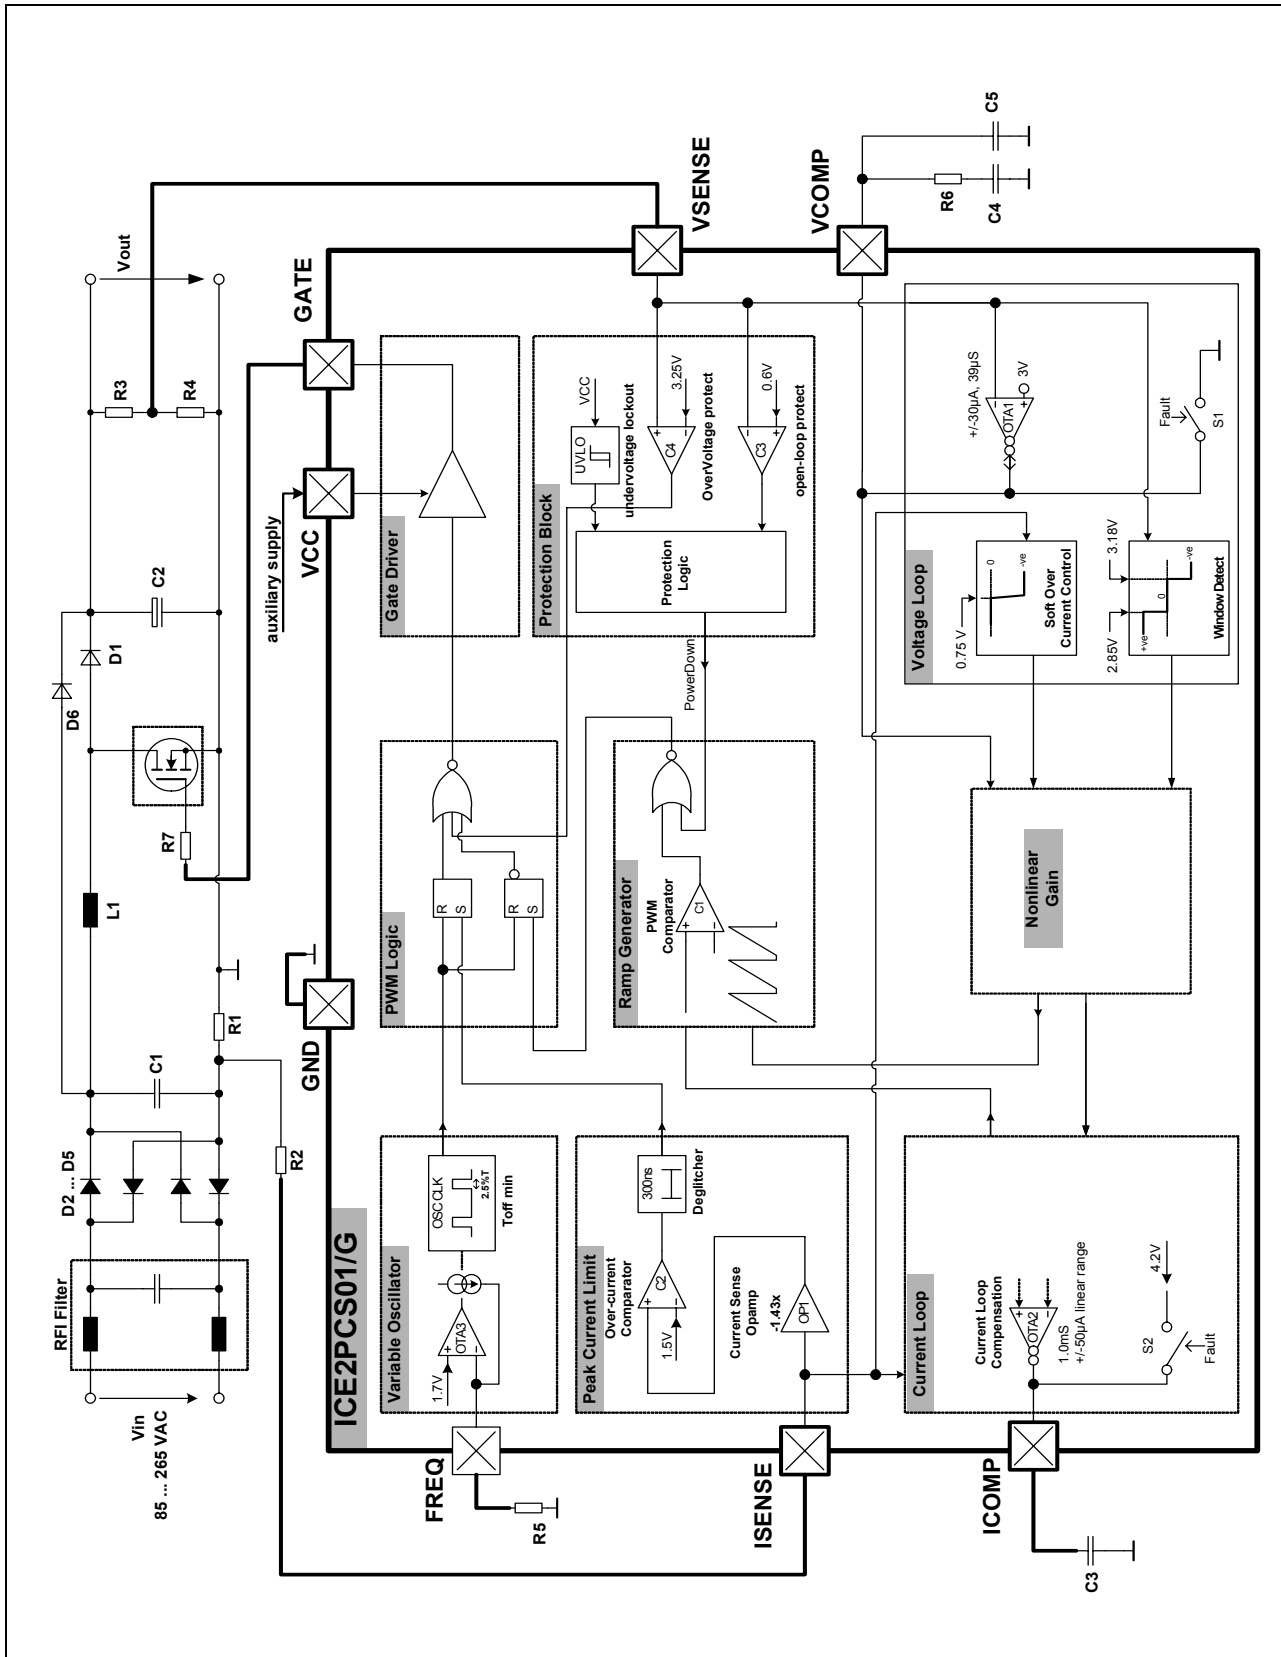 Vin
85 ... 265 VAC
RFI Filter
D2 ... D5
C1
R1
R2
L1
R7
D6
D1
C2
R3
R4
Vout
auxiliary supply
GND
VCC
GATE
VSENSE
VCOMP
FREQ
ISENSE
ICOMP
R5
C3
R6
C4
C5
ICE2PCS01/G
Variable Oscillator
1.7V
+
−
OTA3
OSC CLK
2.5%T
Toff min
PWM Logic
R
S
R
S
Gate Driver
Peak Current Limit
Over-current
Comparator
1.5V
+
−
C2
300ns
Deglitcher
Current Sense
Opamp
-1.43x
OP1
Ramp Generator
PWM
Comparator
+
−
C1
Protection Block
UVLO
VCC
undervoltage lockout
+
−
C4
3.25V
OverVoltage protect
−
+
C3
0.6V
open-loop protect
Protection
Logic
PowerDown
Current Loop
Current Loop
Compensation
+
−
OTA2
1.0mS
+/-50µA linear range
S2
Fault
4.2V
Nonlinear
Gain
Voltage Loop
0.75 V
0
-ve
Soft Over
Current Control
2.85V
3.18V
+ve
0
-ve
Window Detect
+/-30µA, 39µS
−
+
OTA1
3V
Fault
S1